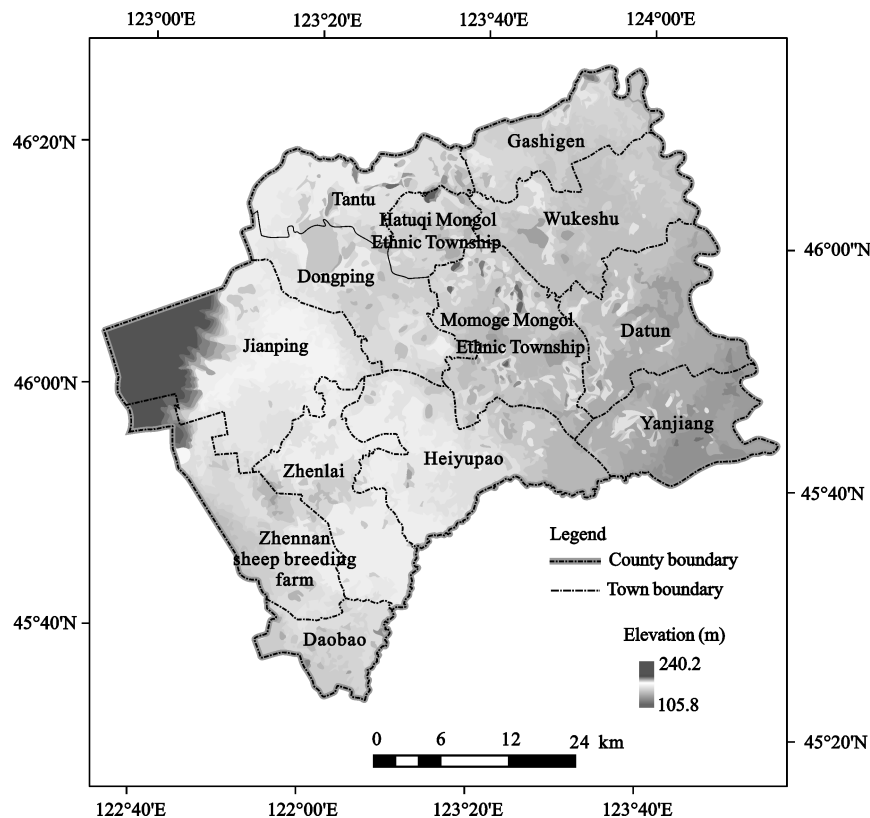 123°00'E 123°20'E 123°40'E 124°00'E
46°20'N
Gashigen
Tantu
Hatuqi Mongol
Ethnic Township
Wukeshu
46°00"N
Dongping
Momoge Mongol
Ethnic Township
Datun
Jianping
46°00'N
Yanjiang
Zhenlai
Heiyupao
45°40'N
Zhennan
sheep breeding
farm
Legend
County boundary
Town boundary
45°40'N
Daobao
Elevation (m)
240.2
105.8
0 6 12 24 km
45°20'N
122°40'E 122°00'E 123°20'E 123°40'E